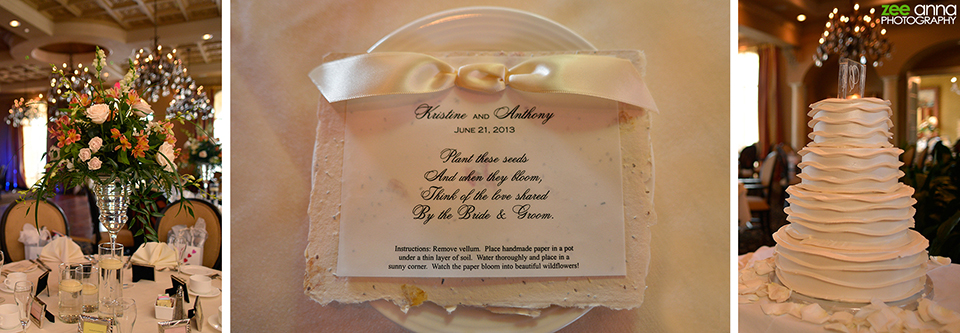 Kristine AND Anthony
JUNE 21, 2013
Plant these seeds
And when they bloom,
Think of the love shared
By the Bride & Groom.
Instructions: Remove vellum. Place handmade paper in a pot
under a thin layer of soil. Water thoroughly and place in a
sunny corner. Watch the paper bloom into beautiful wildflowers!
zee anna
PHOTOGRAPHY